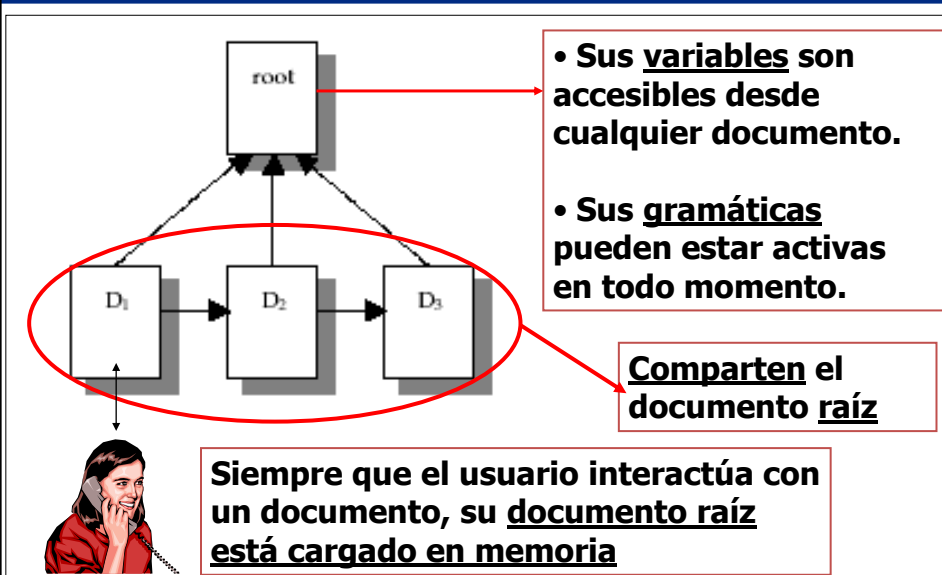 root
• Sus variables son
accesibles desde
cualquier documento.
• Sus gramáticas
pueden estar activas
en todo momento.
D₁
D₂
D₃
Comparten el
documento raíz
Siempre que el usuario interactúa con
un documento, su documento raíz
está cargado en memoria